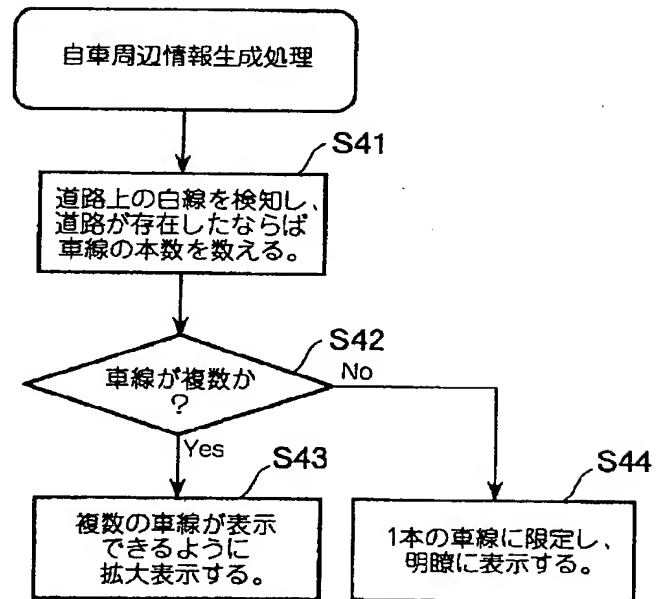 自車周辺情報生成処理
S41
道路上の白線を検知し、
道路が存在したならば
車線の本数を数える。
S42
車線が複数か
?
No
Yes
S43
複数の車線が表示
できるように
拡大表示する。
S44
1本の車線に限定し、
明瞭に表示する。